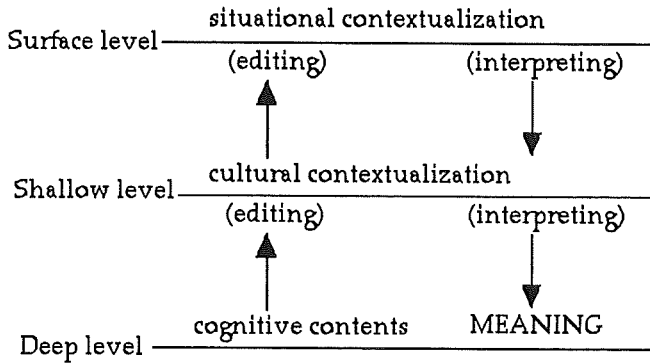 situational contextualization
Surface level
(editing) (interpreting)
cultural contextualization
Shallow level
(editing) (interpreting)
cognitive contents MEANING
Deep level